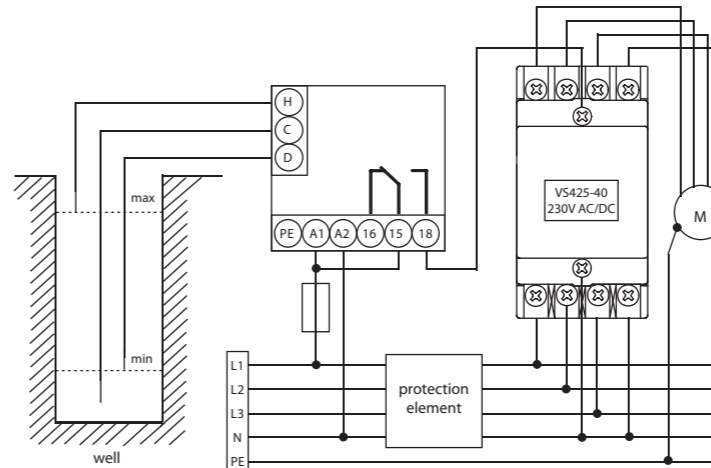 H
C
D
max
min
well
PE A1 A2 16 15 18
VS425-40
230V AC/DC
M
L1
L2
L3
N
PE
protection
element